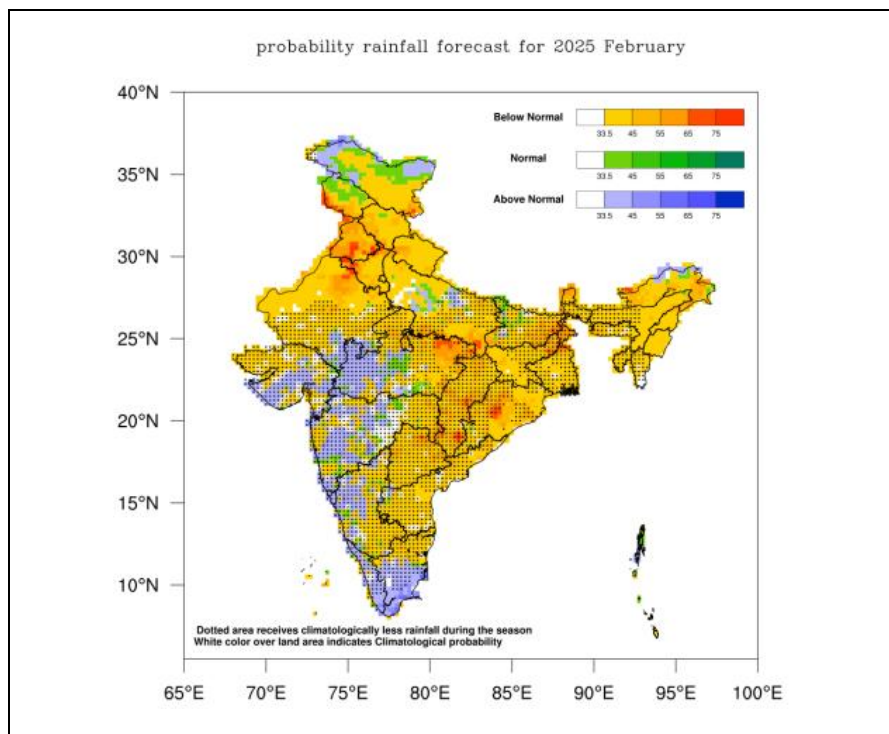 probability rainfall forecast for 2025 February
40°N
35°N
30°N
25°N
20°N
15°N
10°N
Below Normal
33.5 45 55 65 75
Normal
33.5 45 55 65 75
Above Normal
33.5 45 55 65 75
Dotted area receives climatologically less rainfall during the season
White color over land area indicates Climatological probability
65°E 70°E 75°E 80°E 85°E 90°E 95°E 100°E